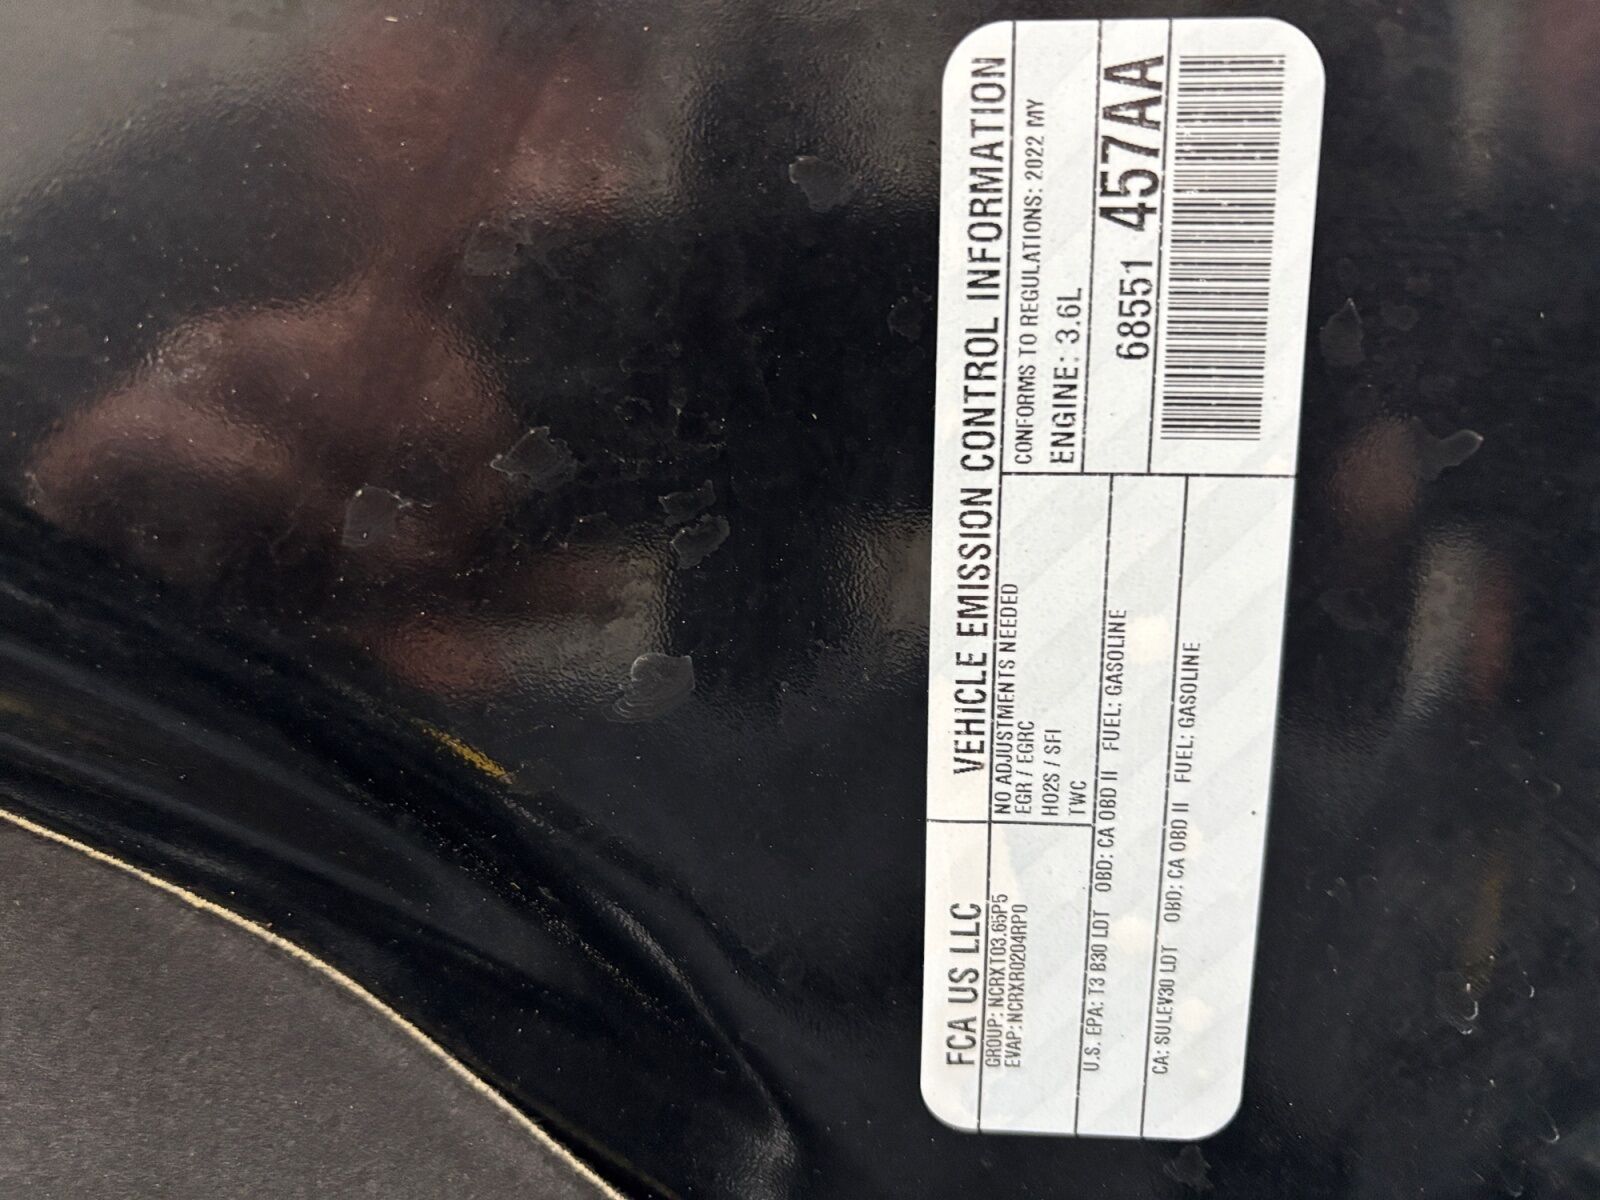 FCA US LLC
VEHICLE EMISSION CONTROL INFORMATION
GROUP: NCRXT03.65P5
EVAP: NCRXR0204RP0
NO ADJUSTMENTS NEEDED
EGR / EGRC
HO2S / SFI
TWC
CONFORMS TO REGULATIONS: 2022 MY
ENGINE: 3.6L
68551 457AA
U.S. EPA: T3 B30 LDT OBD: CA OBD II FUEL: GASOLINE
CA: SULEV30 LDT OBD: CA OBD II FUEL: GASOLINE